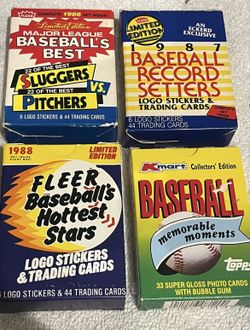 Fleer
1986
Limited Edition
MAJOR LEAGUE
BASEBALL'S
BEST
22 OF THE BEST
SLUGGERS
VS.
22 OF THE BEST
PITCHERS
6 LOGO STICKERS & 44 TRADING CARDS
LIMITED
EDITION
AN
ECKERD
EXCLUSIVE
1987
BASEBALL
RECORD
SETTERS
LOGO STICKERS &
TRADING CARDS
6 LOGO STICKERS
44 TRADING CARDS
1988
LIMITED
EDITION
FLEER
Baseball's
Hottest
Stars
LOGO STICKERS
& TRADING CARDS
6 LOGO STICKERS & 44 TRADING CARDS
Kmart Collectors' Edition
BASEBALL
memorable
moments
33 SUPER GLOSS PHOTO CARDS
WITH BUBBLE GUM
Topps